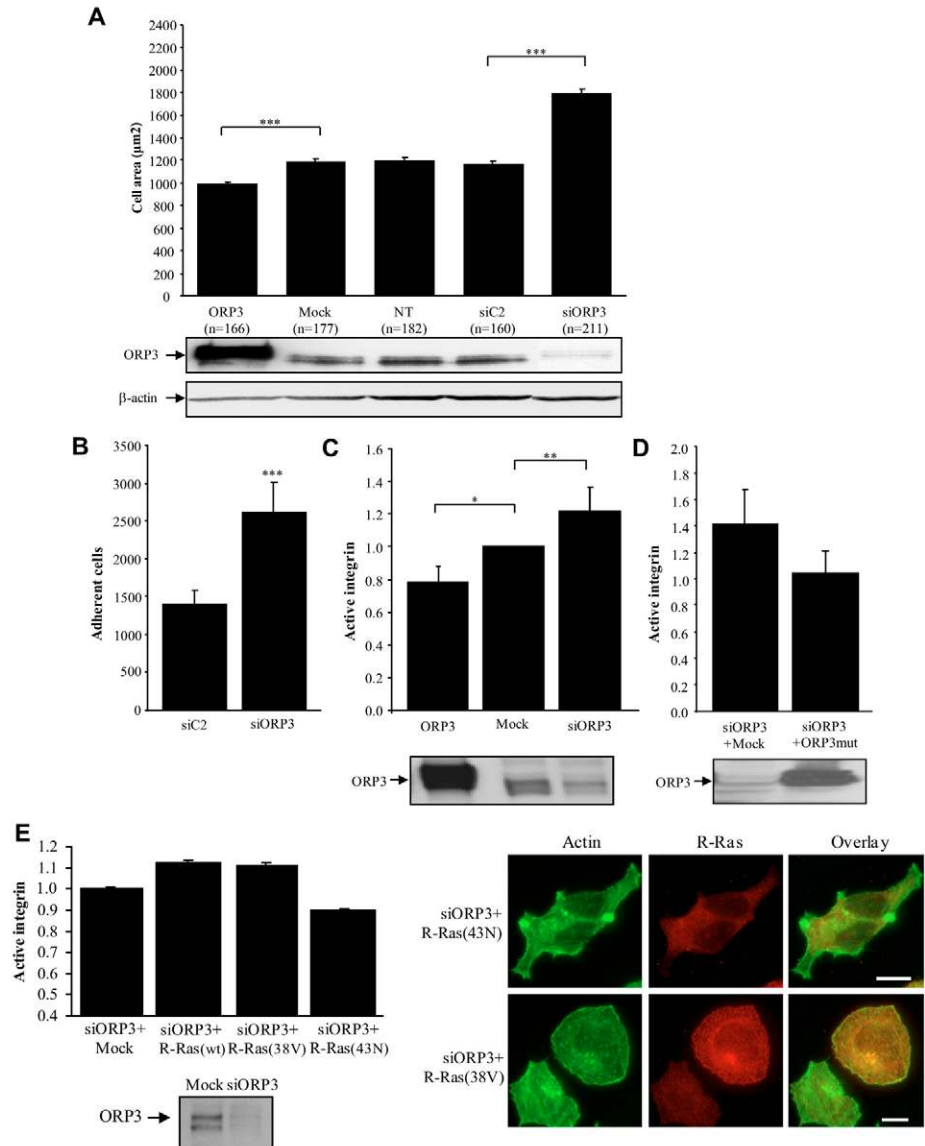 A
2400
2200
2000
1800
1600
1400
1200
1000
800
600
400
200
0
Cell area (µm2)
***
***
ORP3 Mock NT siC2 siORP3
(n=166) (n=177) (n=182) (n=160) (n=211)
ORP3
β-actin
B
3500
3000
2500
2000
1500
1000
500
0
Adherent cells
***
siC2 siORP3
C
1.6
1.4
1.2
1.0
0.8
0.6
0.4
0.2
0.0
Active integrin
*
**
ORP3 Mock siORP3
ORP3
D
2.0
1.8
1.6
1.4
1.2
1.0
0.8
0.6
0.4
0.2
0.0
Active integrin
siORP3 siORP3
+Mock +ORP3mut
ORP3
E
1.2
1.1
1.0
0.9
0.8
0.7
0.6
0.5
0.4
Active integrin
siORP3+ siORP3+ siORP3+ siORP3+
Mock R-Ras(wt) R-Ras(38V) R-Ras(43N)
Mock siORP3
ORP3
Actin R-Ras Overlay
siORP3+
R-Ras(43N)
siORP3+
R-Ras(38V)